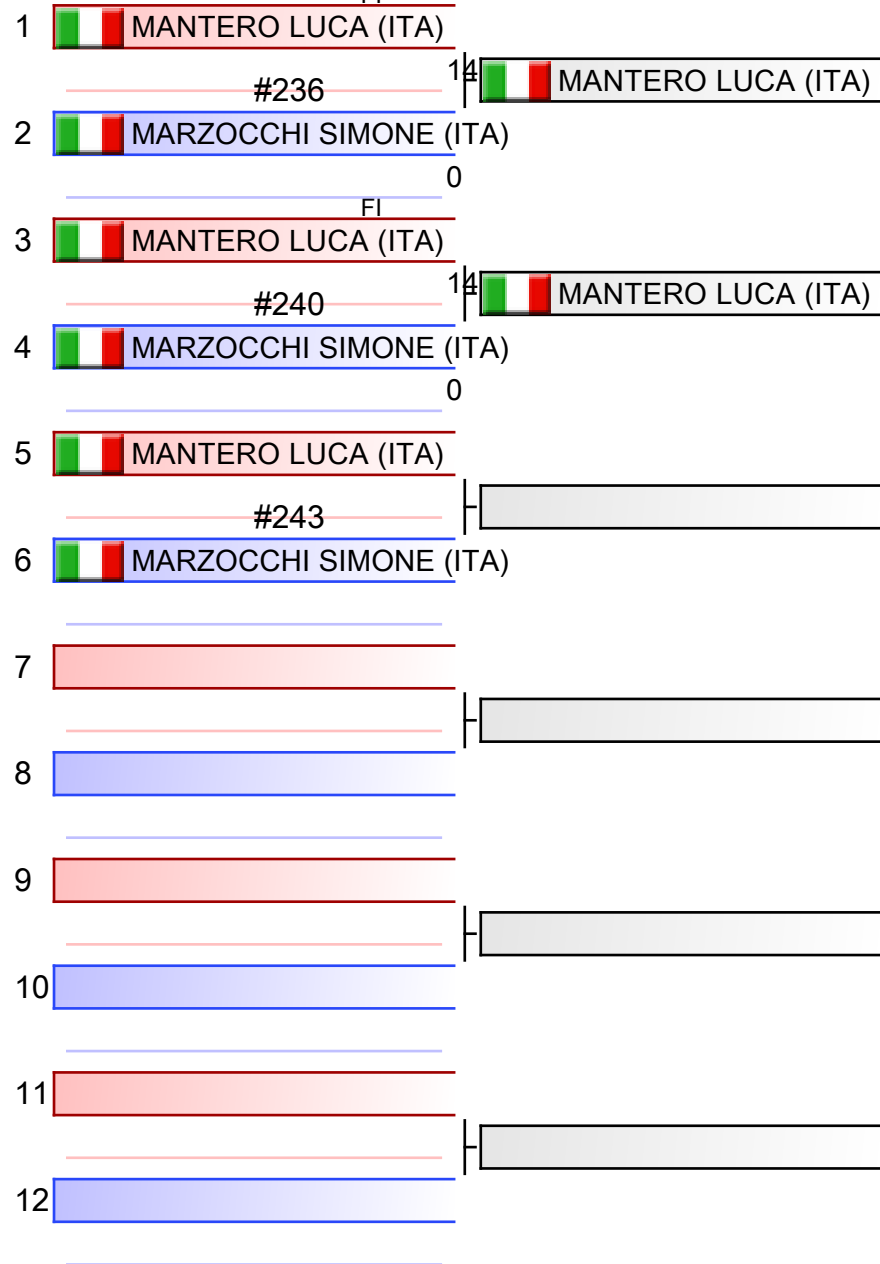 1 MANTERO LUCA (ITA)
14 MANTERO LUCA (ITA)
#236
2 MARZOCCHI SIMONE (ITA)
0
FI
3 MANTERO LUCA (ITA)
14 MANTERO LUCA (ITA)
#240
4 MARZOCCHI SIMONE (ITA)
0
5 MANTERO LUCA (ITA)
#243
6 MARZOCCHI SIMONE (ITA)
7
8
9
10
11
12